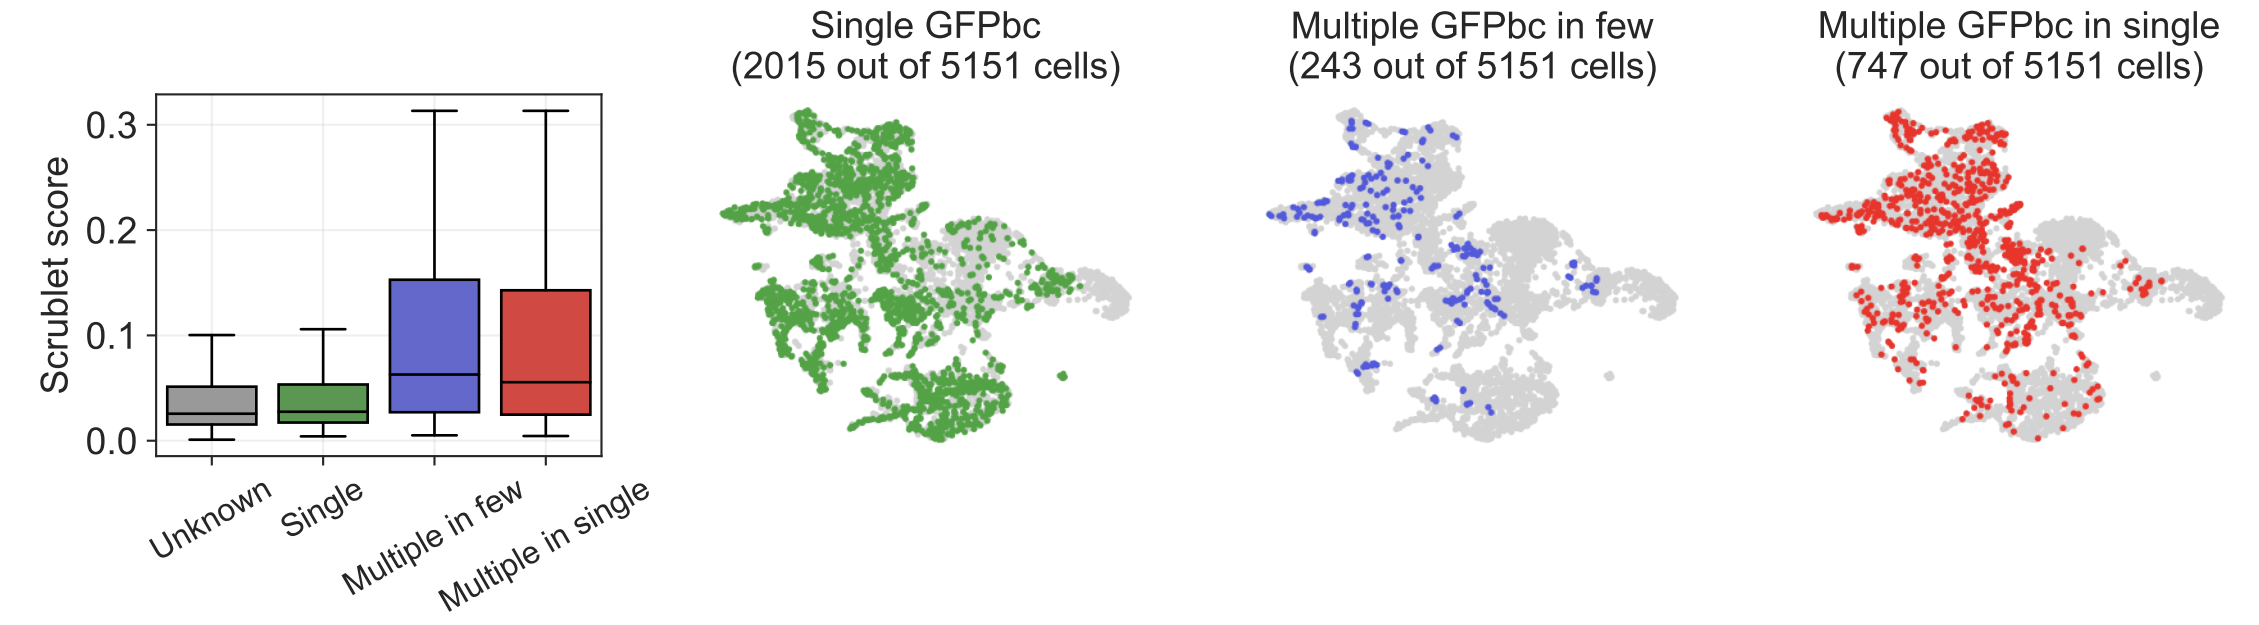 Scrublet score
0.3
0.2
0.1
0.0
Unknown
Single
Multiple in few
Multiple in single
Single GFPbc
(2015 out of 5151 cells)
Multiple GFPbc in few
(243 out of 5151 cells)
Multiple GFPbc in single
(747 out of 5151 cells)